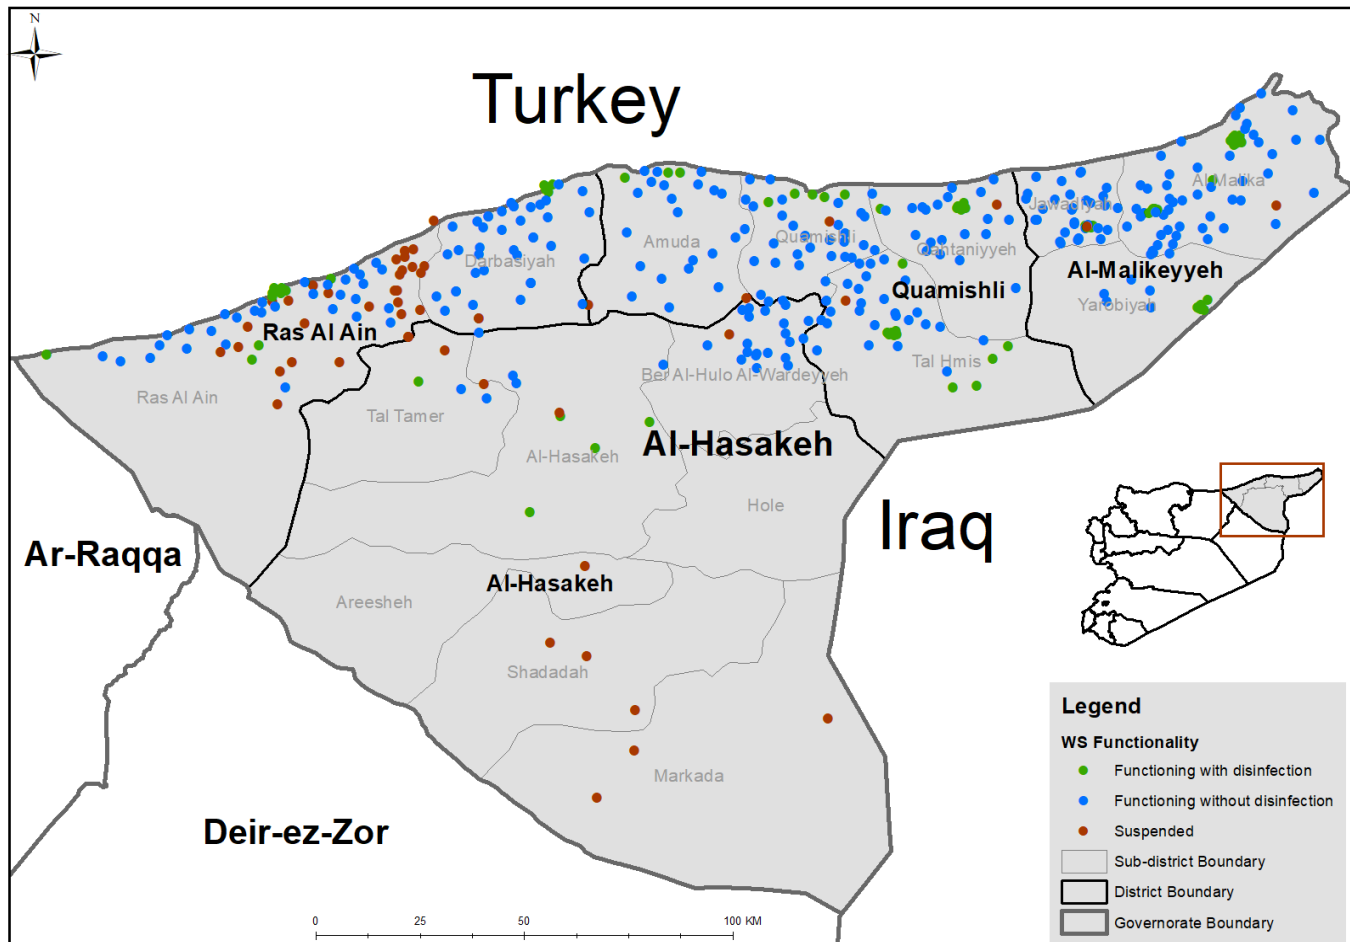 N
Turkey
Al-Malika
Jawadiyah
Amuda
Quamishli
Qahtaniyyeh
Darbasiyah
Al-Malikeyyeh
Quamishli
Yarobiyah
Ras Al Ain
Tal Hmis
Ber Al-Hulo Al-Wardeyyeh
Ras Al Ain
Tal Tamer
Al-Hasakeh
Al-Hasakeh
Hole
Iraq
Ar-Raqqa
Al-Hasakeh
Areesheh
Shadadah
Markada
Deir-ez-Zor
Legend
WS Functionality
Functioning with disinfection
Functioning without disinfection
Suspended
Sub-district Boundary
District Boundary
Governorate Boundary
0 25 50 100 KM